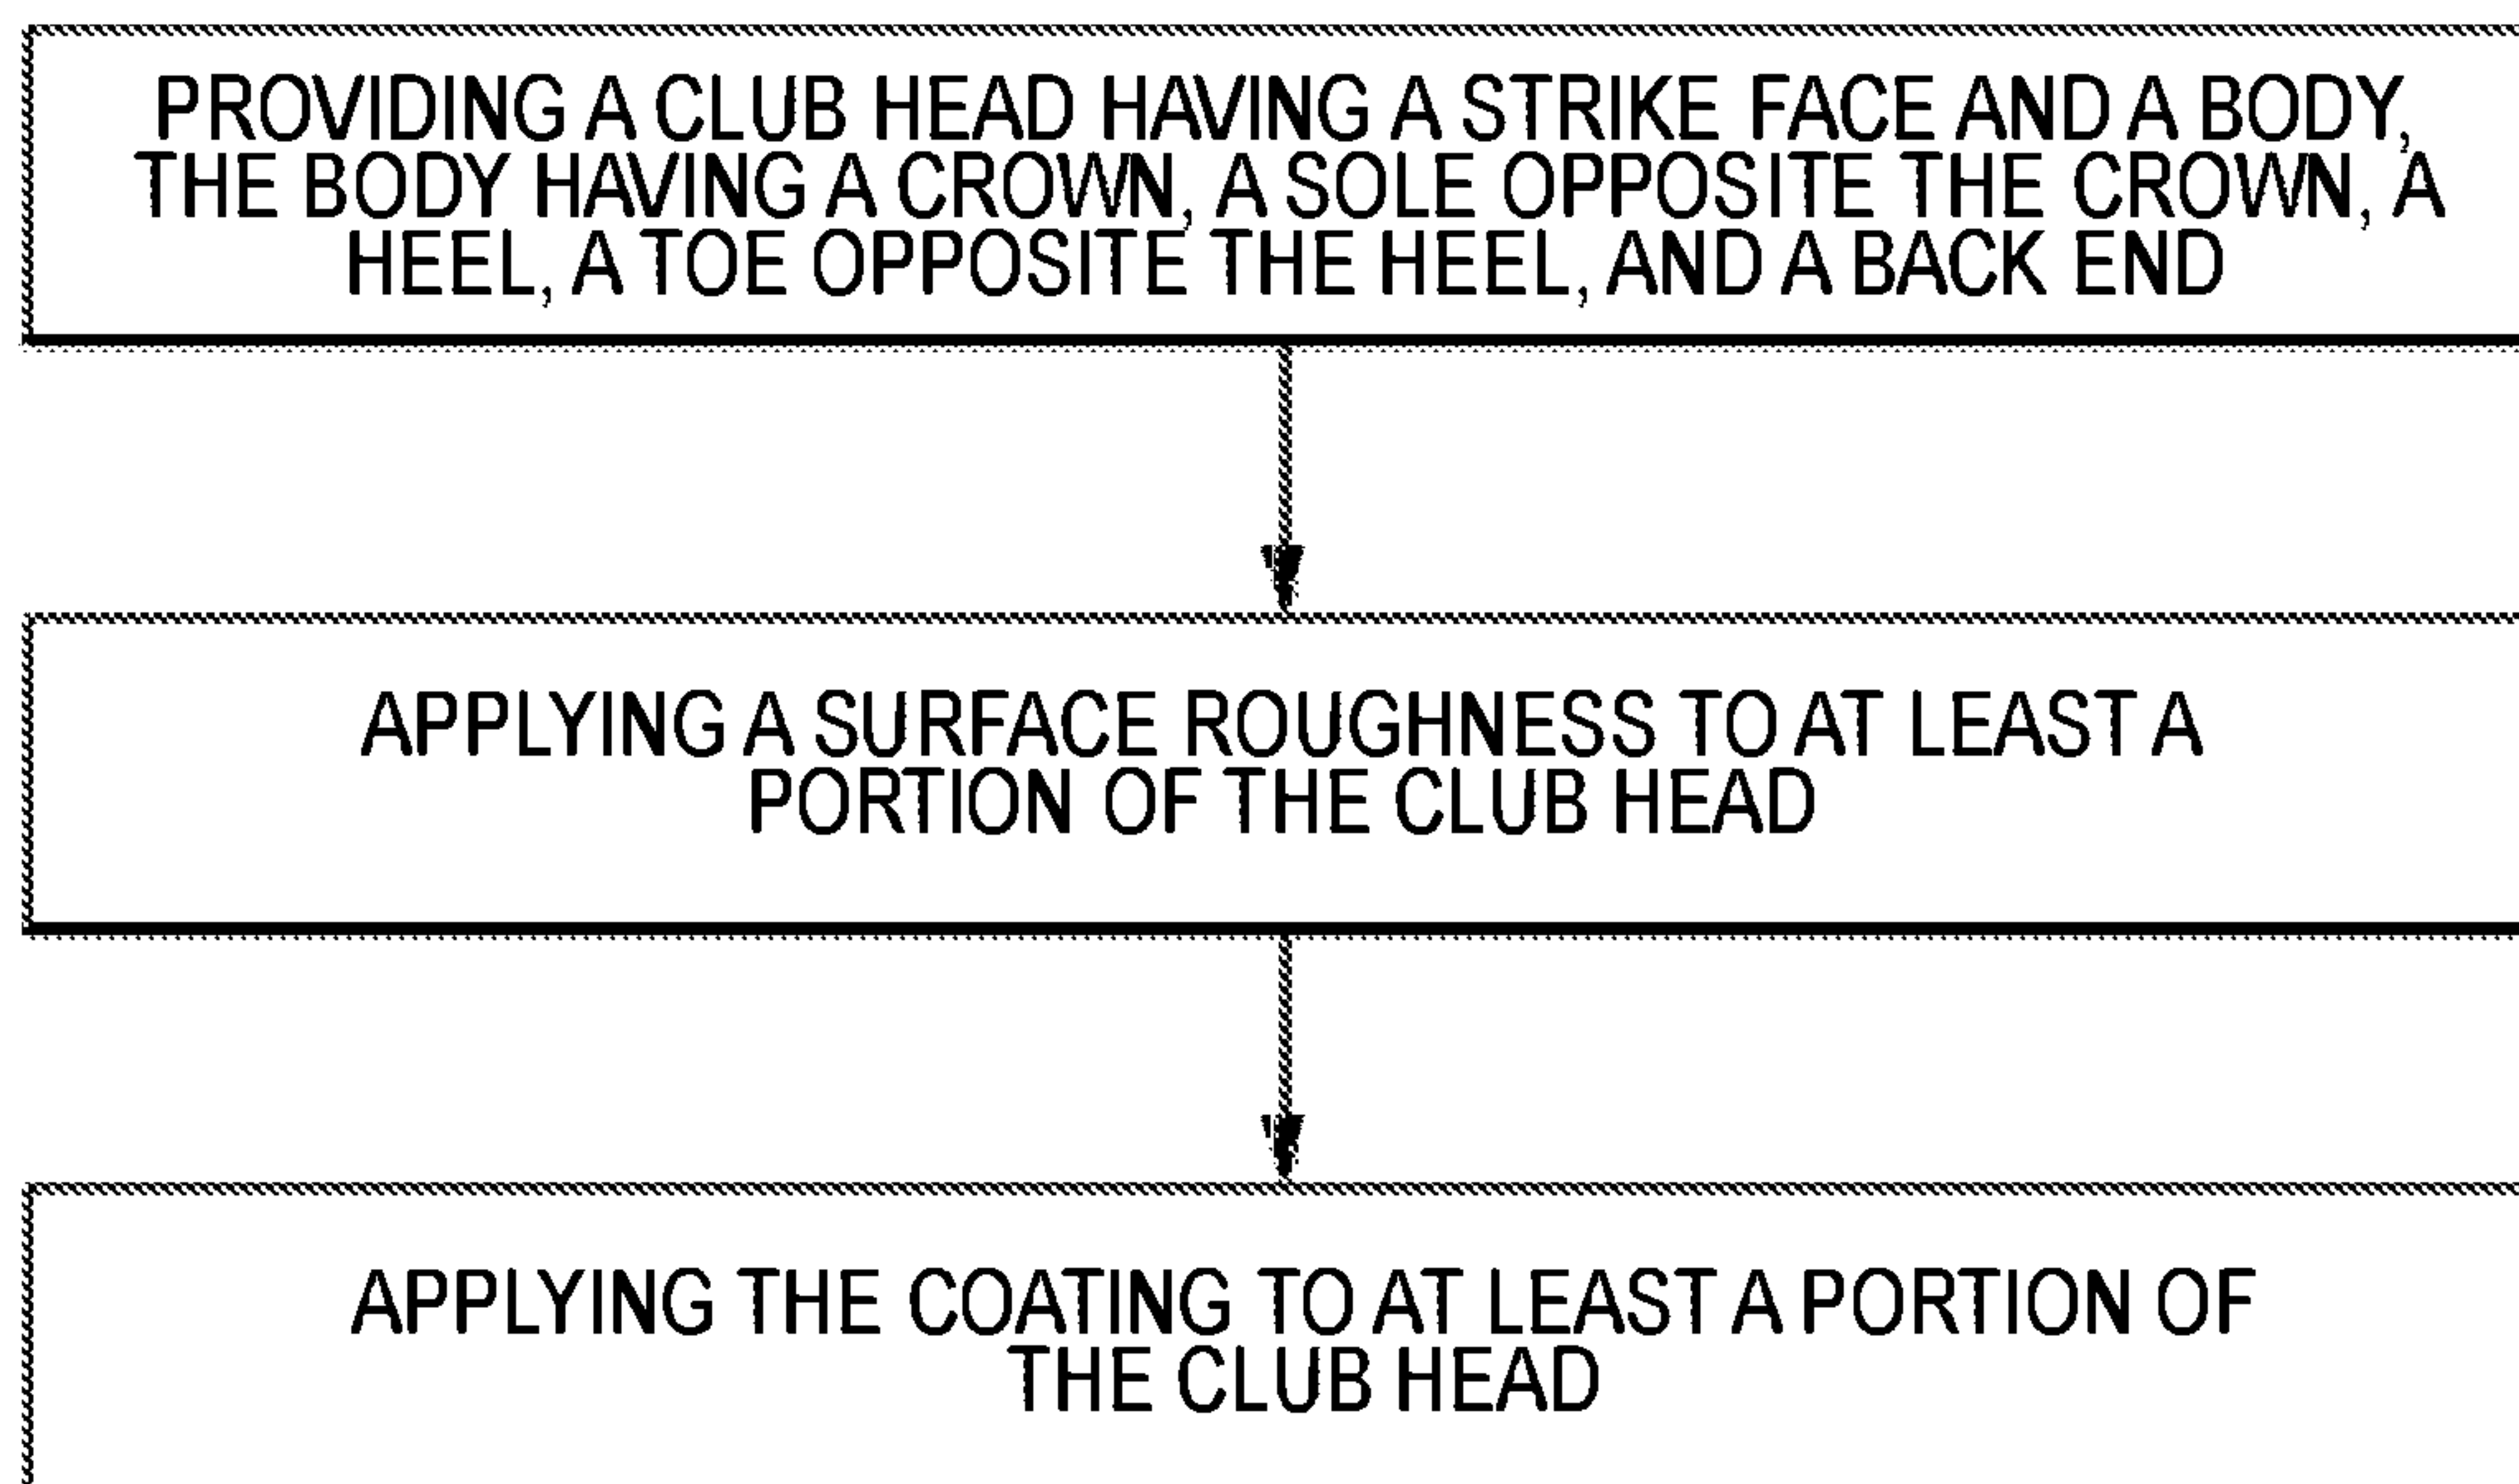 PROVIDING A CLUB HEAD HAVING A STRIKE FACE AND A BODY,
THE BODY HAVING A CROWN, A SOLE OPPOSITE THE CROWN, A
HEEL, A TOE OPPOSITE THE HEEL, AND A BACK END
APPLYING A SURFACE ROUGHNESS TO AT LEAST A
PORTION OF THE CLUB HEAD
APPLYING THE COATING TO AT LEAST A PORTION OF
THE CLUB HEAD